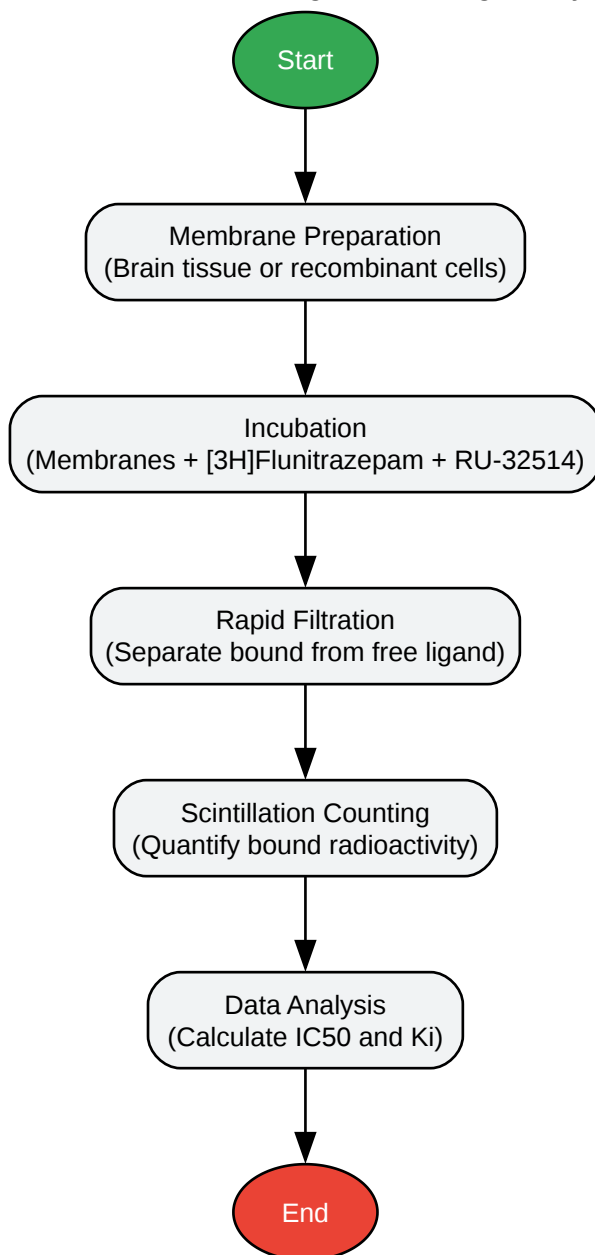 Start
Membrane Preparation
(Brain tissue or recombinant cells)
Incubation
(Membranes + [3H]Flunitrazepam + RU-32514)
Rapid Filtration
(Separate bound from free ligand)
Scintillation Counting
(Quantify bound radioactivity)
Data Analysis
(Calculate IC50 and Ki)
End